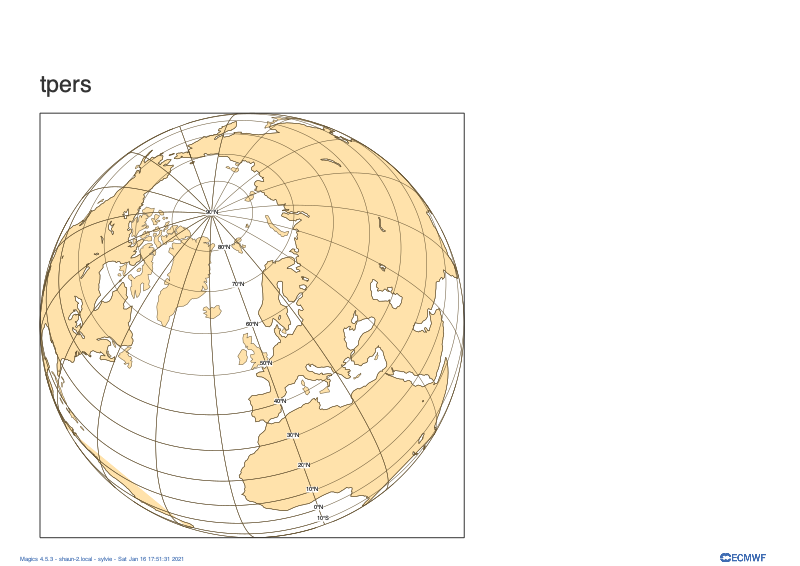 tpers
90°N
80°N
70°N
60°N
50°N
40°N
30°N
20°N
10°N
0°N
10°S
Magics 4.5.3 - shaun-2.local - sylvie - Sat Jan 16 17:51:31 2021
ECMWF